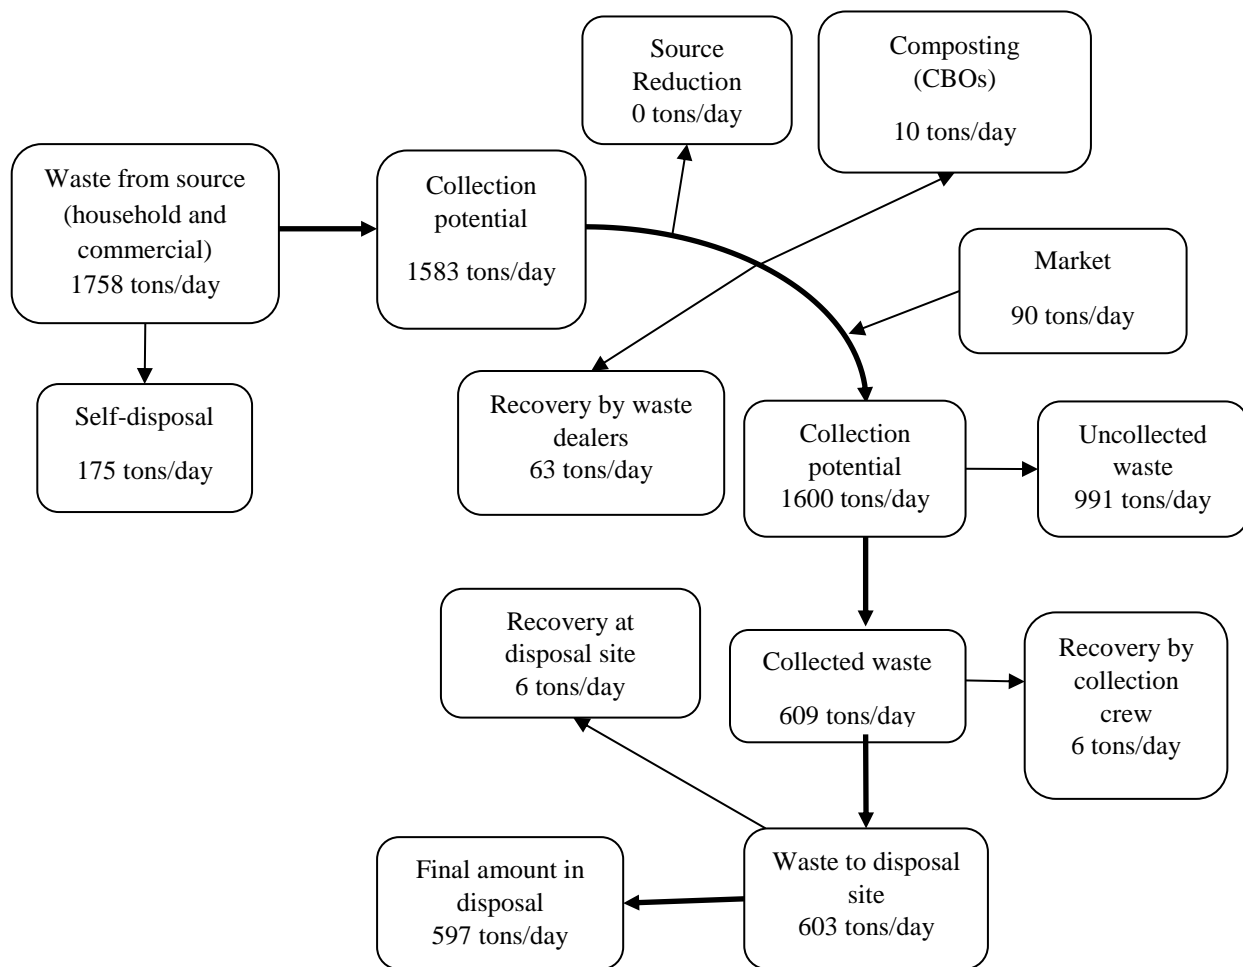 Source
Reduction
0 tons/day
Composting
(CBOs)
10 tons/day
Waste from source
(household and
commercial)
1758 tons/day
Collection
potential
1583 tons/day
Market
90 tons/day
Self-disposal
175 tons/day
Recovery by waste
dealers
63 tons/day
Collection
potential
1600 tons/day
Uncollected
waste
991 tons/day
Recovery at
disposal site
6 tons/day
Collected waste
609 tons/day
Recovery by
collection
crew
6 tons/day
Final amount in
disposal
597 tons/day
Waste to disposal
site
603 tons/day